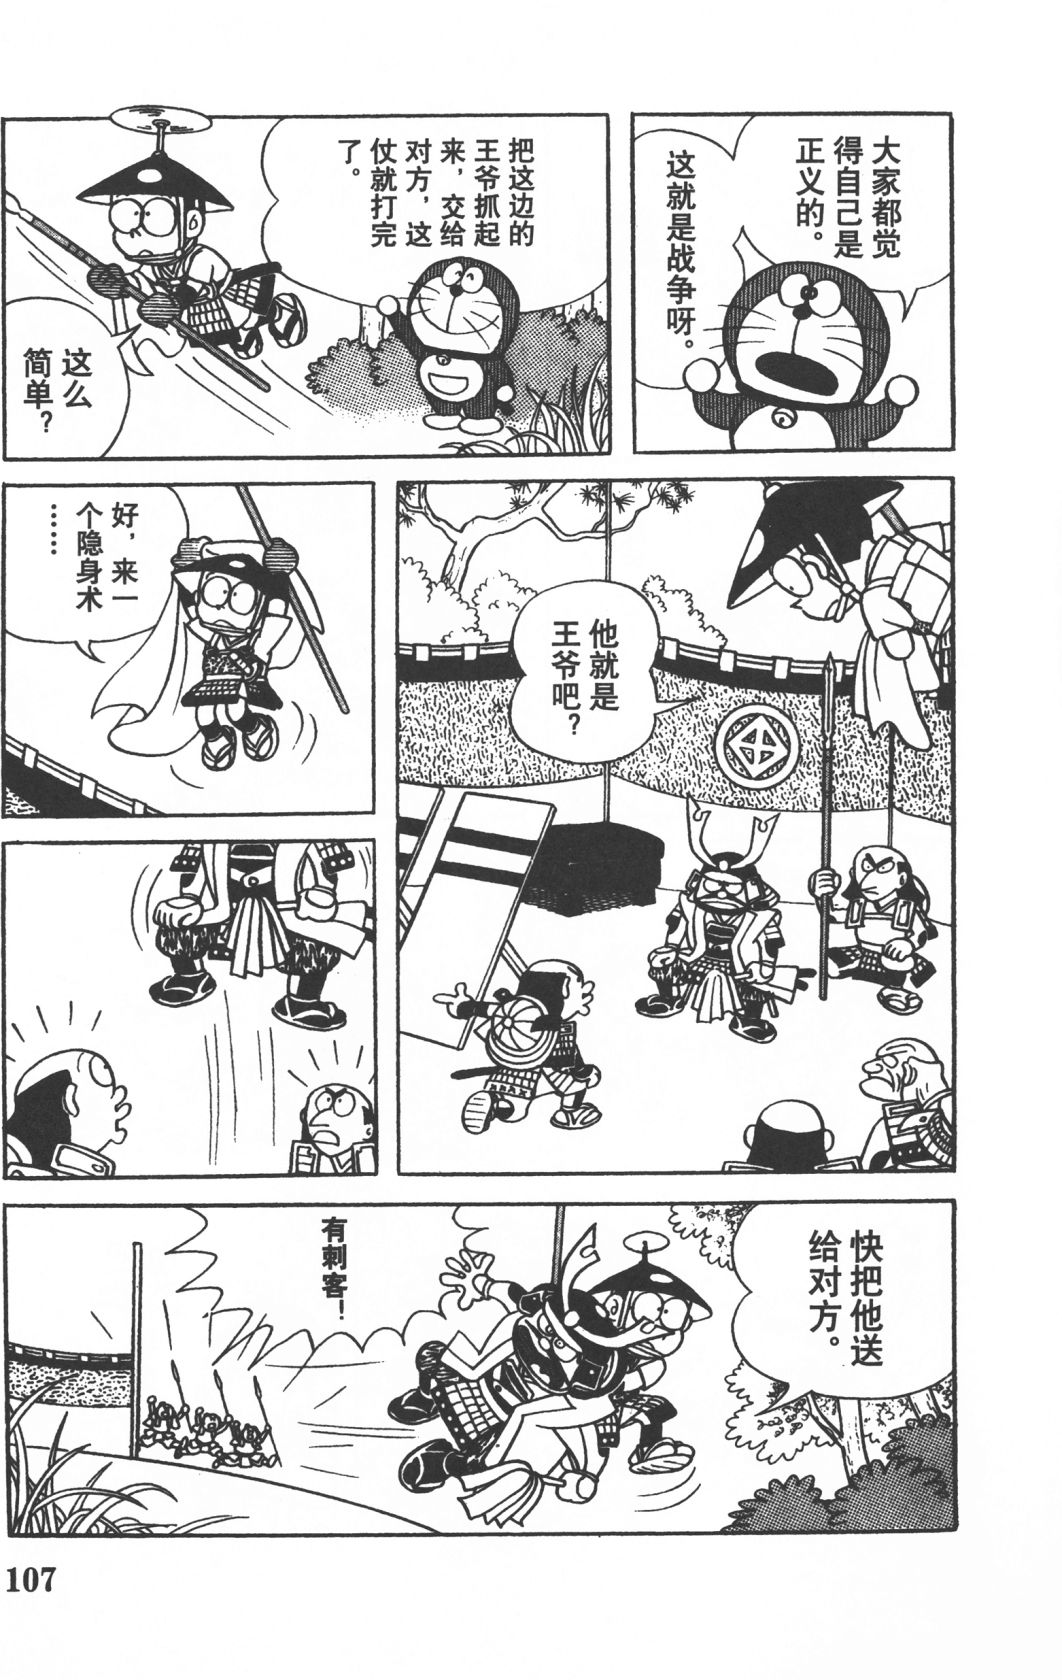 大家都觉
得自己是
正义的。
这就是战争呀。
把这边的
王爷抓起
来，交给
对方，这
仗就打完
了。
这么
简单？
他就是
王爷吧？
好，来一
个隐身术
……
快把他送
给对方。
有刺客！
107